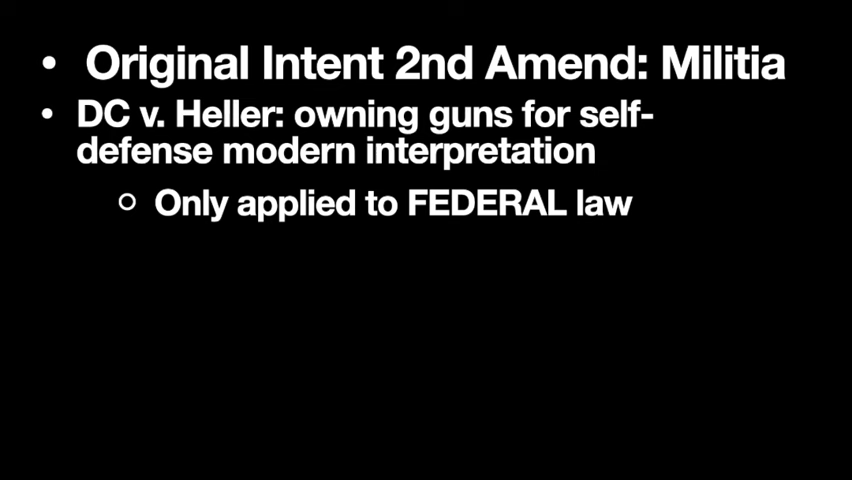 • Original Intent 2nd Amend: Militia
• DC v. Heller: owning guns for self-
defense modern interpretation
○ Only applied to FEDERAL law